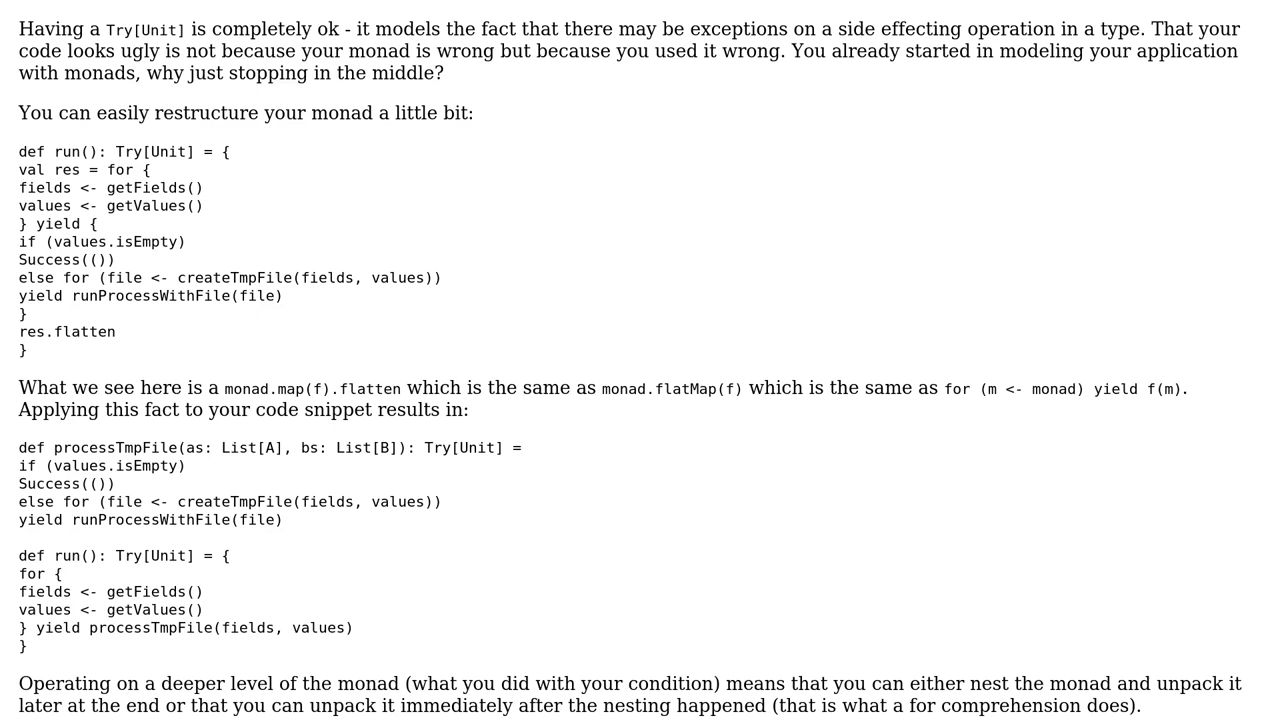 Having a Try[Unit] is completely ok - it models the fact that there may be exceptions on a side effecting operation in a type. That your
code looks ugly is not because your monad is wrong but because you used it wrong. You already started in modeling your application
with monads, why just stopping in the middle?
You can easily restructure your monad a little bit:
def run(): Try[Unit] = {
val res = for {
fields <- getFields()
values <- getValues()
} yield {
if (values.isEmpty)
Success(())
else for (file <- createTmpFile(fields, values))
yield runProcessWithFile(file)
}
res.flatten
}
What we see here is a monad.map(f).flatten which is the same as monad.flatMap(f) which is the same as for (m <- monad) yield f(m).
Applying this fact to your code snippet results in:
def processTmpFile(as: List[A], bs: List[B]): Try[Unit] =
if (values.isEmpty)
Success(())
else for (file <- createTmpFile(fields, values))
yield runProcessWithFile(file)
def run(): Try[Unit] = {
for {
fields <- getFields()
values <- getValues()
} yield processTmpFile(fields, values)
}
Operating on a deeper level of the monad (what you did with your condition) means that you can either nest the monad and unpack it
later at the end or that you can unpack it immediately after the nesting happened (that is what a for comprehension does).